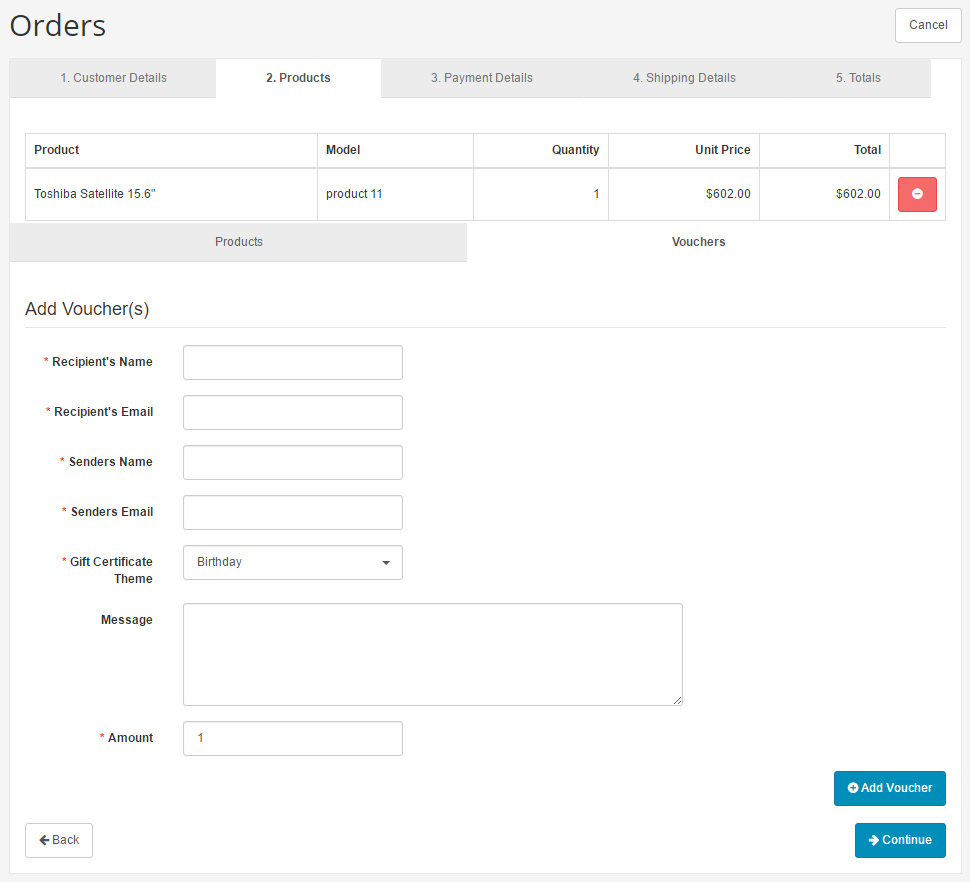 Orders
Cancel
1. Customer Details 2. Products 3. Payment Details 4. Shipping Details 5. Totals
Product Model Quantity Unit Price Total
Toshiba Satellite 15.6" product 11 1 $602.00 $602.00
Products Vouchers
Add Voucher(s)
* Recipient's Name
* Recipient's Email
* Senders Name
* Senders Email
* Gift Certificate Birthday
Theme
Message
* Amount 1
Add Voucher
Back Continue